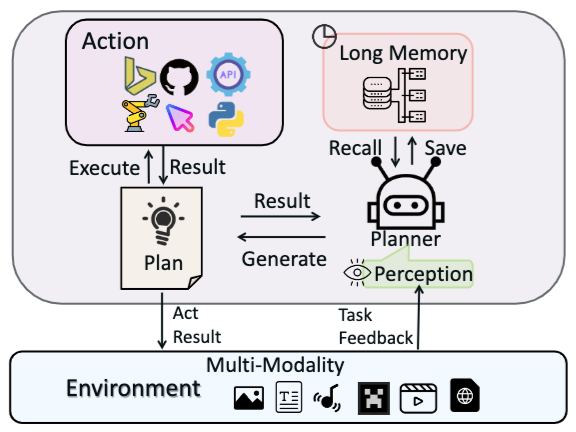 Action
API
Long Memory
Execute
Result
Recall
Save
Plan
Result
Generate
Planner
Perception
Act
Result
Task
Feedback
Multi-Modality
Environment
T